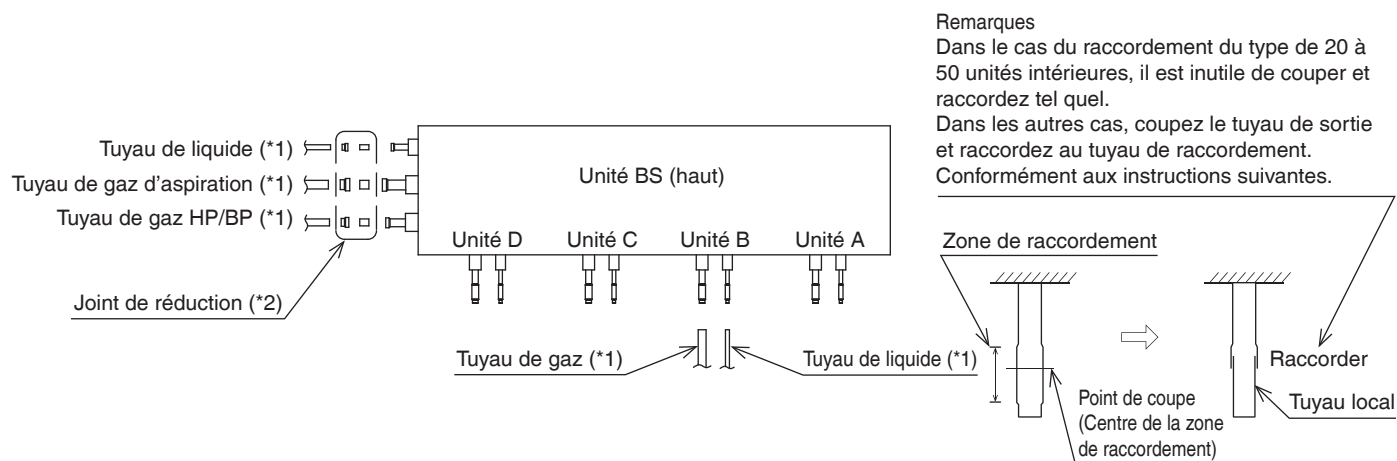 Remarques
Dans le cas du raccordement du type de 20 à
50 unités intérieures, il est inutile de couper et
raccordez tel quel.
Dans les autres cas, coupez le tuyau de sortie
et raccordez au tuyau de raccordement.
Conformément aux instructions suivantes.
Tuyau de liquide (*1)
Tuyau de gaz d'aspiration (*1)
Tuyau de gaz HP/BP (*1)
Joint de réduction (*2)
Unité BS (haut)
Unité D
Unité C
Unité B
Unité A
Tuyau de gaz (*1)
Tuyau de liquide (*1)
Zone de raccordement
Point de coupe
(Centre de la zone
de raccordement)
Raccorder
Tuyau local